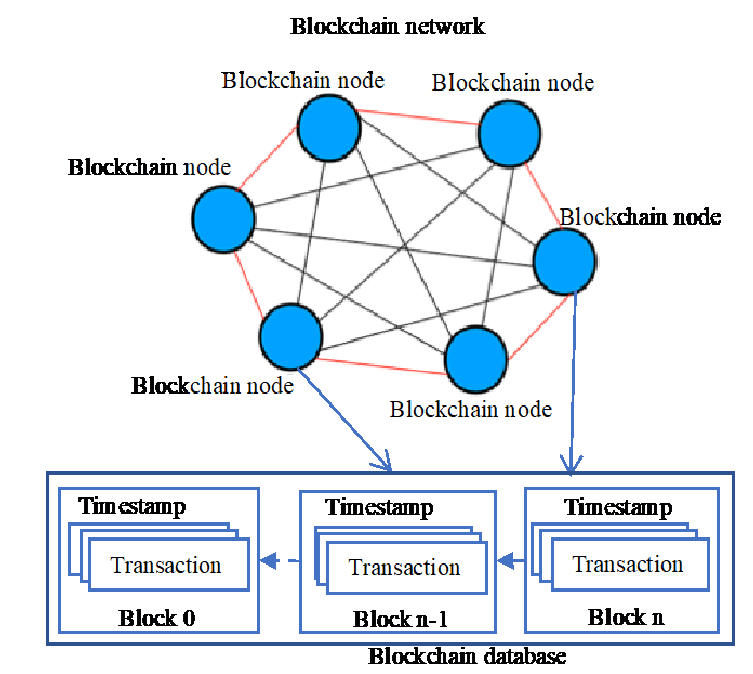 Blockchain network
Blockchain node
Blockchain node
Blockchain node
Blockchain node
Blockchain node
Blockchain node
Timestamp
Transaction
Block 0
Timestamp
Transaction
Block n-1
Timestamp
Transaction
Block n
Blockchain database